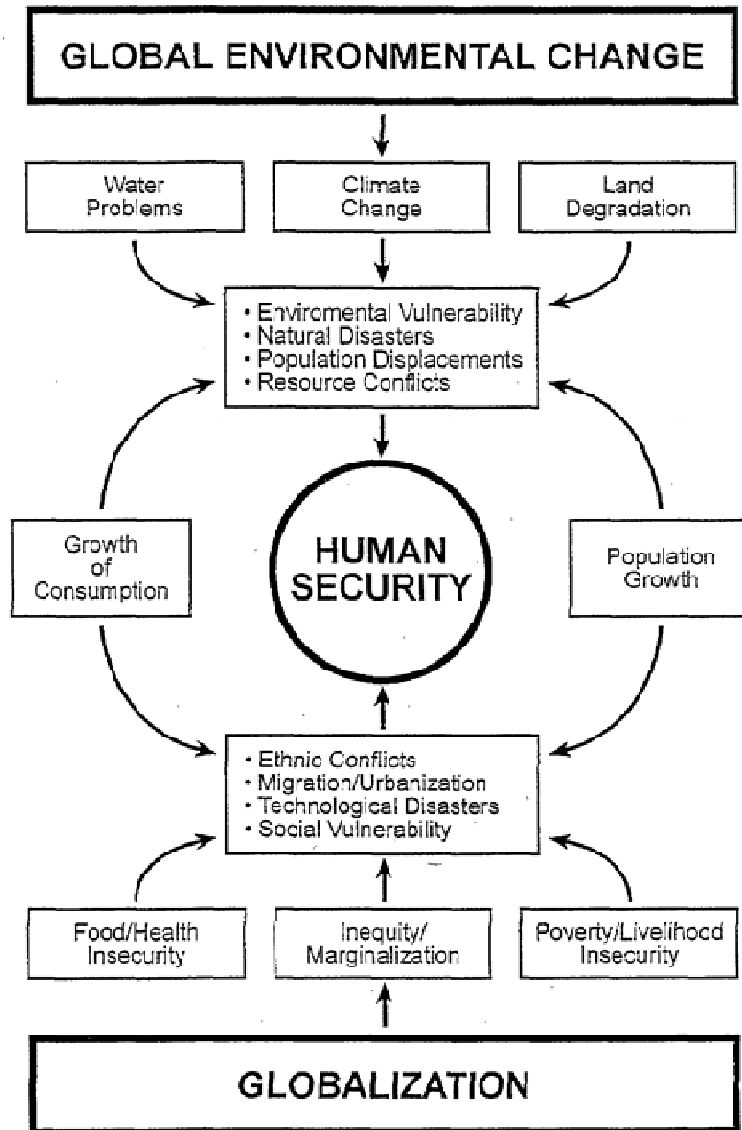 GLOBAL ENVIRONMENTAL CHANGE
Water
Problems
Climate
Change
Land
Degradation
• Enviromental Vulnerability
• Natural Disasters
• Population Displacements
• Resource Conflicts
Growth
of
Consumption
HUMAN
SECURITY
Population
Growth
• Ethnic Conflicts
• Migration/Urbanization
• Technological Disasters
• Social Vulnerability
Food/Health
Insecurity
Inequity/
Marginalization
Poverty/Livelihood
Insecurity
GLOBALIZATION